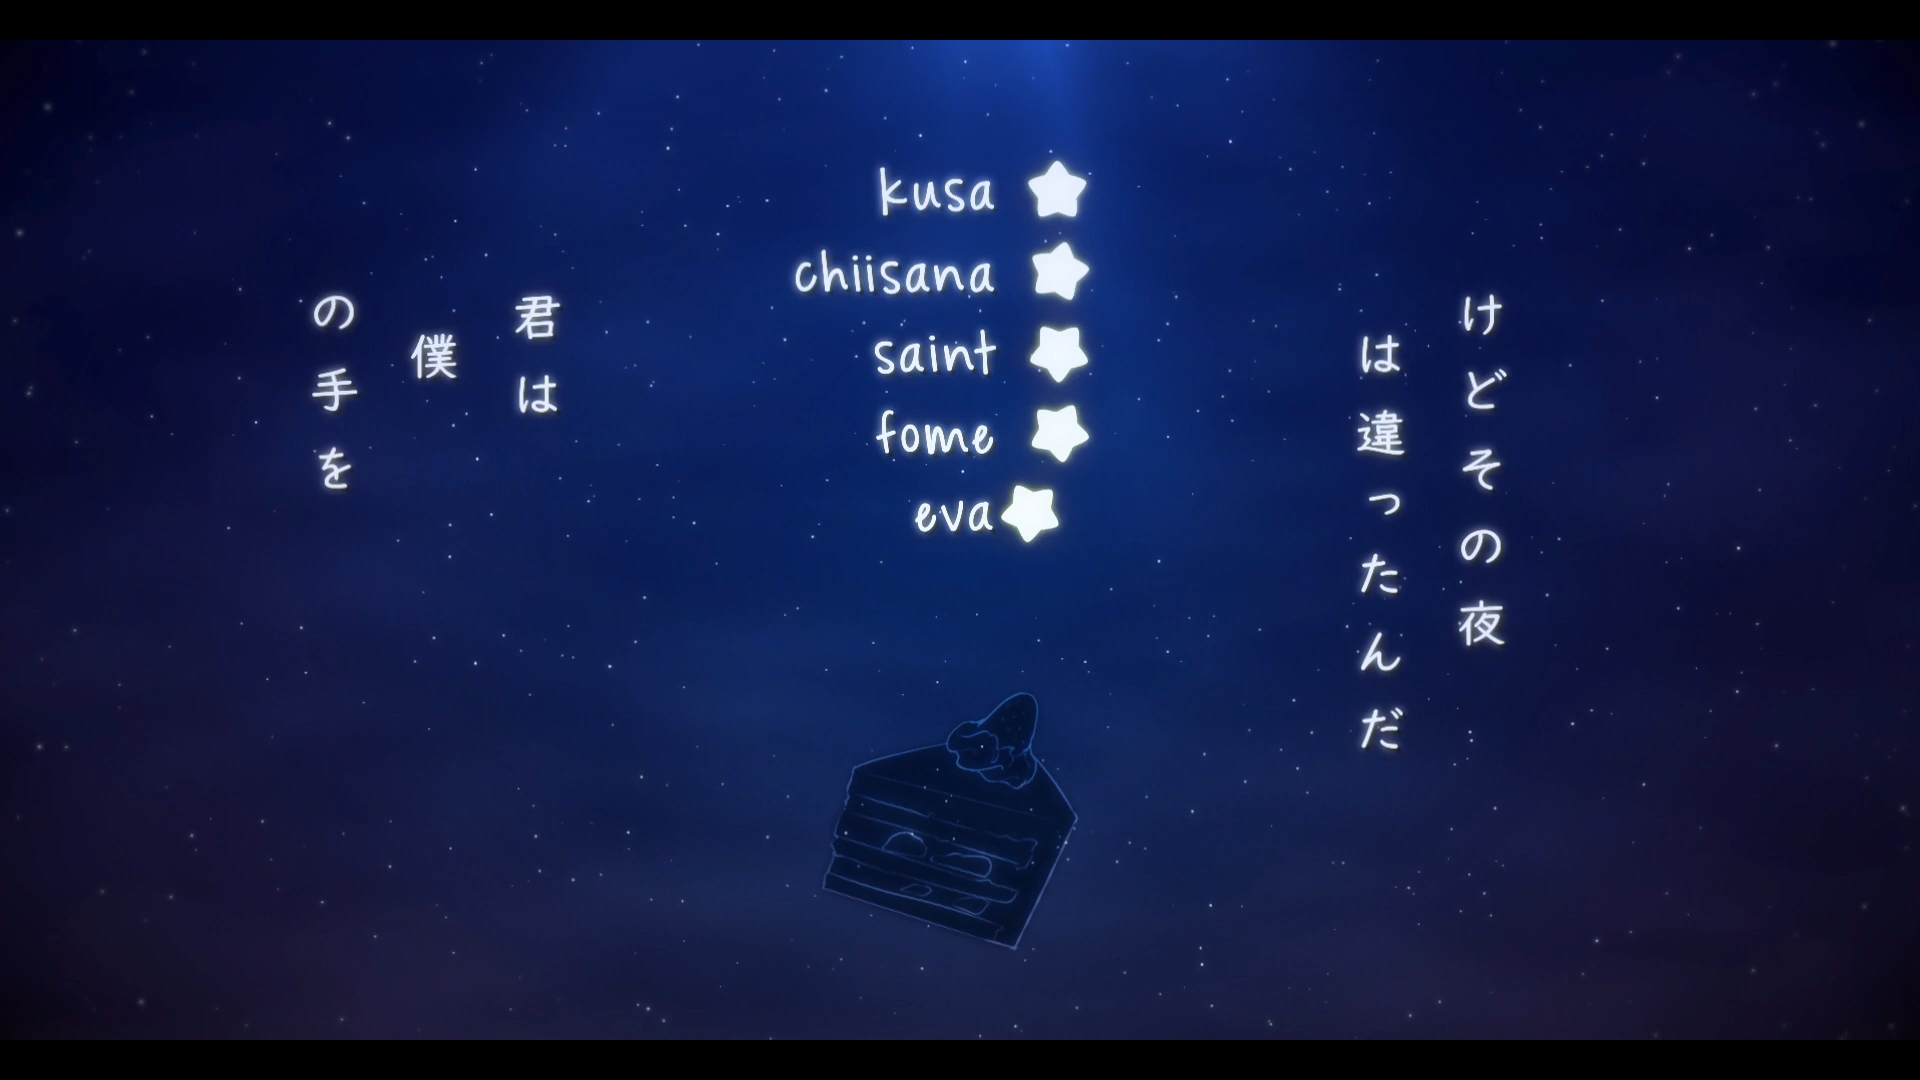 けどその夜
は違ったんだ
君は
僕
の手を
kusa
chiisana
saint
fome
eva